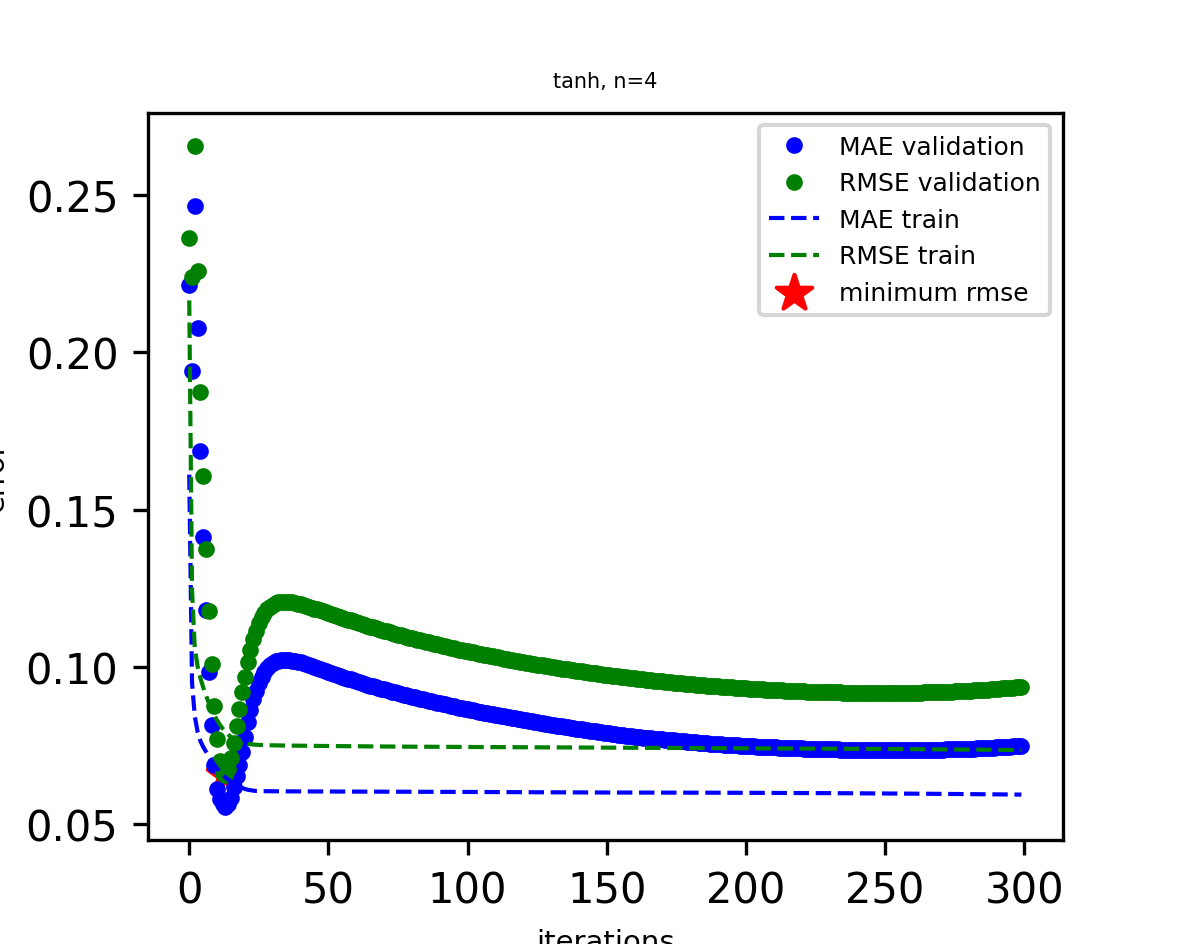 tanh, n=4
MAE validation
RMSE validation
MAE train
RMSE train
minimum rmse
0.25
0.20
0.15
0.10
0.05
0 50 100 150 200 250 300
iterations